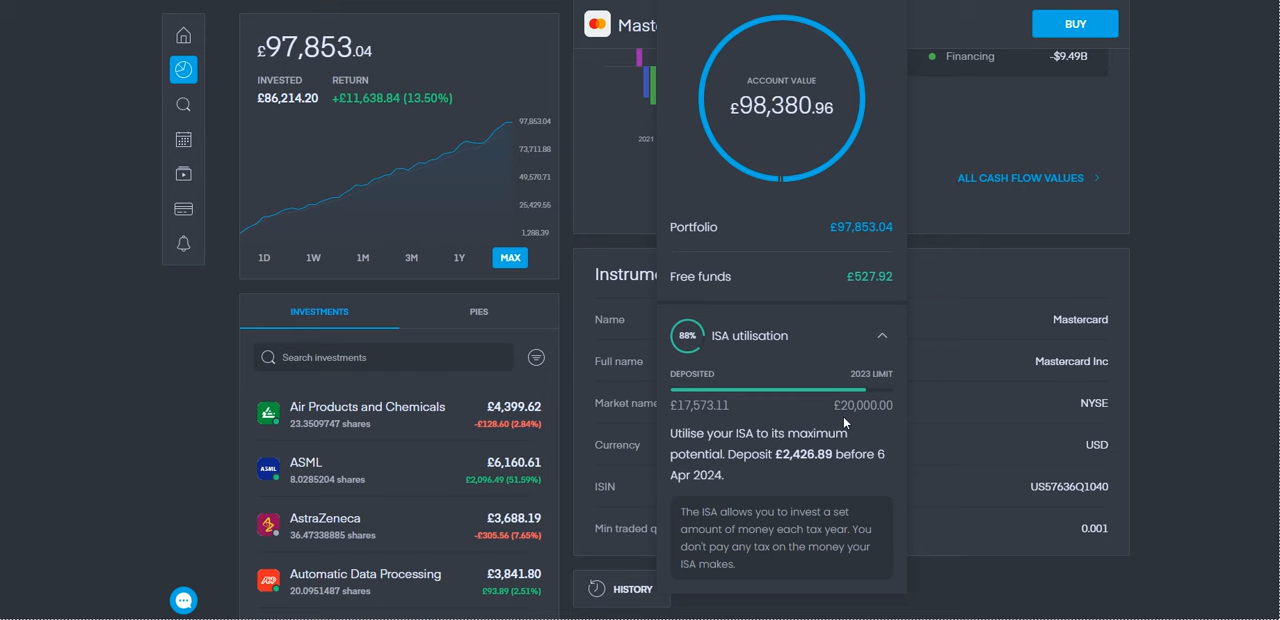 £97,853.04
INVESTED RETURN
£86,214.20 +£11,638.84 (13.50%)
97,853.04
73,711.88
49,570.71
25,429.55
1,288.39
1D 1W 1M 3M 1Y MAX
INVESTMENTS PIES
Search investments
Air Products and Chemicals £4,399.62
23.3509747 shares -£128.60 (2.84%)
ASML
ASML £6,160.61
8.0285204 shares £2,096.49 (51.59%)
AstraZeneca £3,688.19
36.47338885 shares -£305.56 (7.65%)
Automatic Data Processing £3,841.80
20.0951487 shares £93.89 (2.51%)
Mast
BUY
2021
Financing -$9.49B
ALL CASH FLOW VALUES
ACCOUNT VALUE
£98,380.96
Portfolio £97,853.04
Free funds £527.92
88% ISA utilisation
DEPOSITED 2023 LIMIT
£17,573.11 £20,000.00
Utilise your ISA to its maximum
potential. Deposit £2,426.89 before 6
Apr 2024.
The ISA allows you to invest a set
amount of money each tax year. You
don't pay any tax on the money your
ISA makes.
Instrum
Name Mastercard
Full name Mastercard Inc
Market name NYSE
Currency USD
ISIN US57636Q1040
Min traded q 0.001
HISTORY